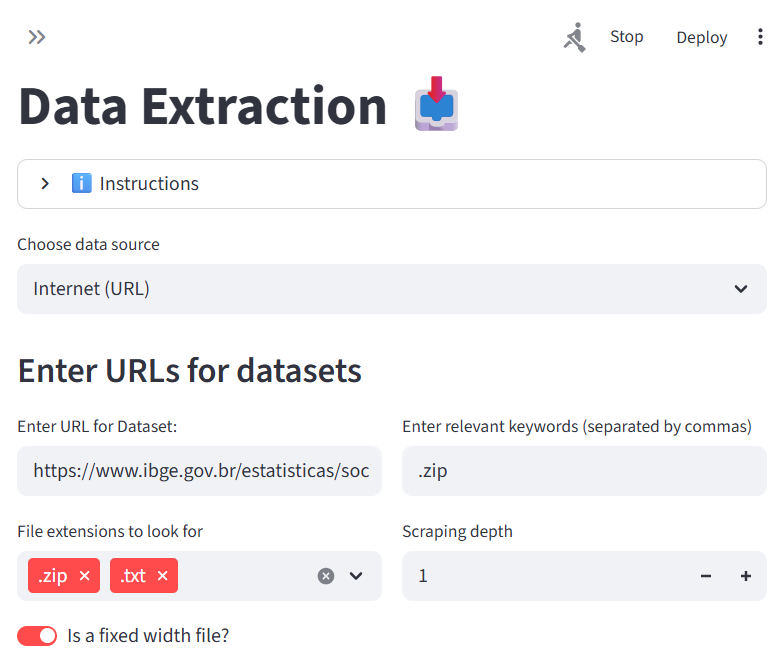 Stop
Deploy
Data Extraction
Instructions
Choose data source
Internet (URL)
Enter URLs for datasets
Enter URL for Dataset:
Enter relevant keywords (separated by commas)
https://www.ibge.gov.br/estatisticas/soc
.zip
File extensions to look for
Scraping depth
.zip
.txt
1
Is a fixed width file?